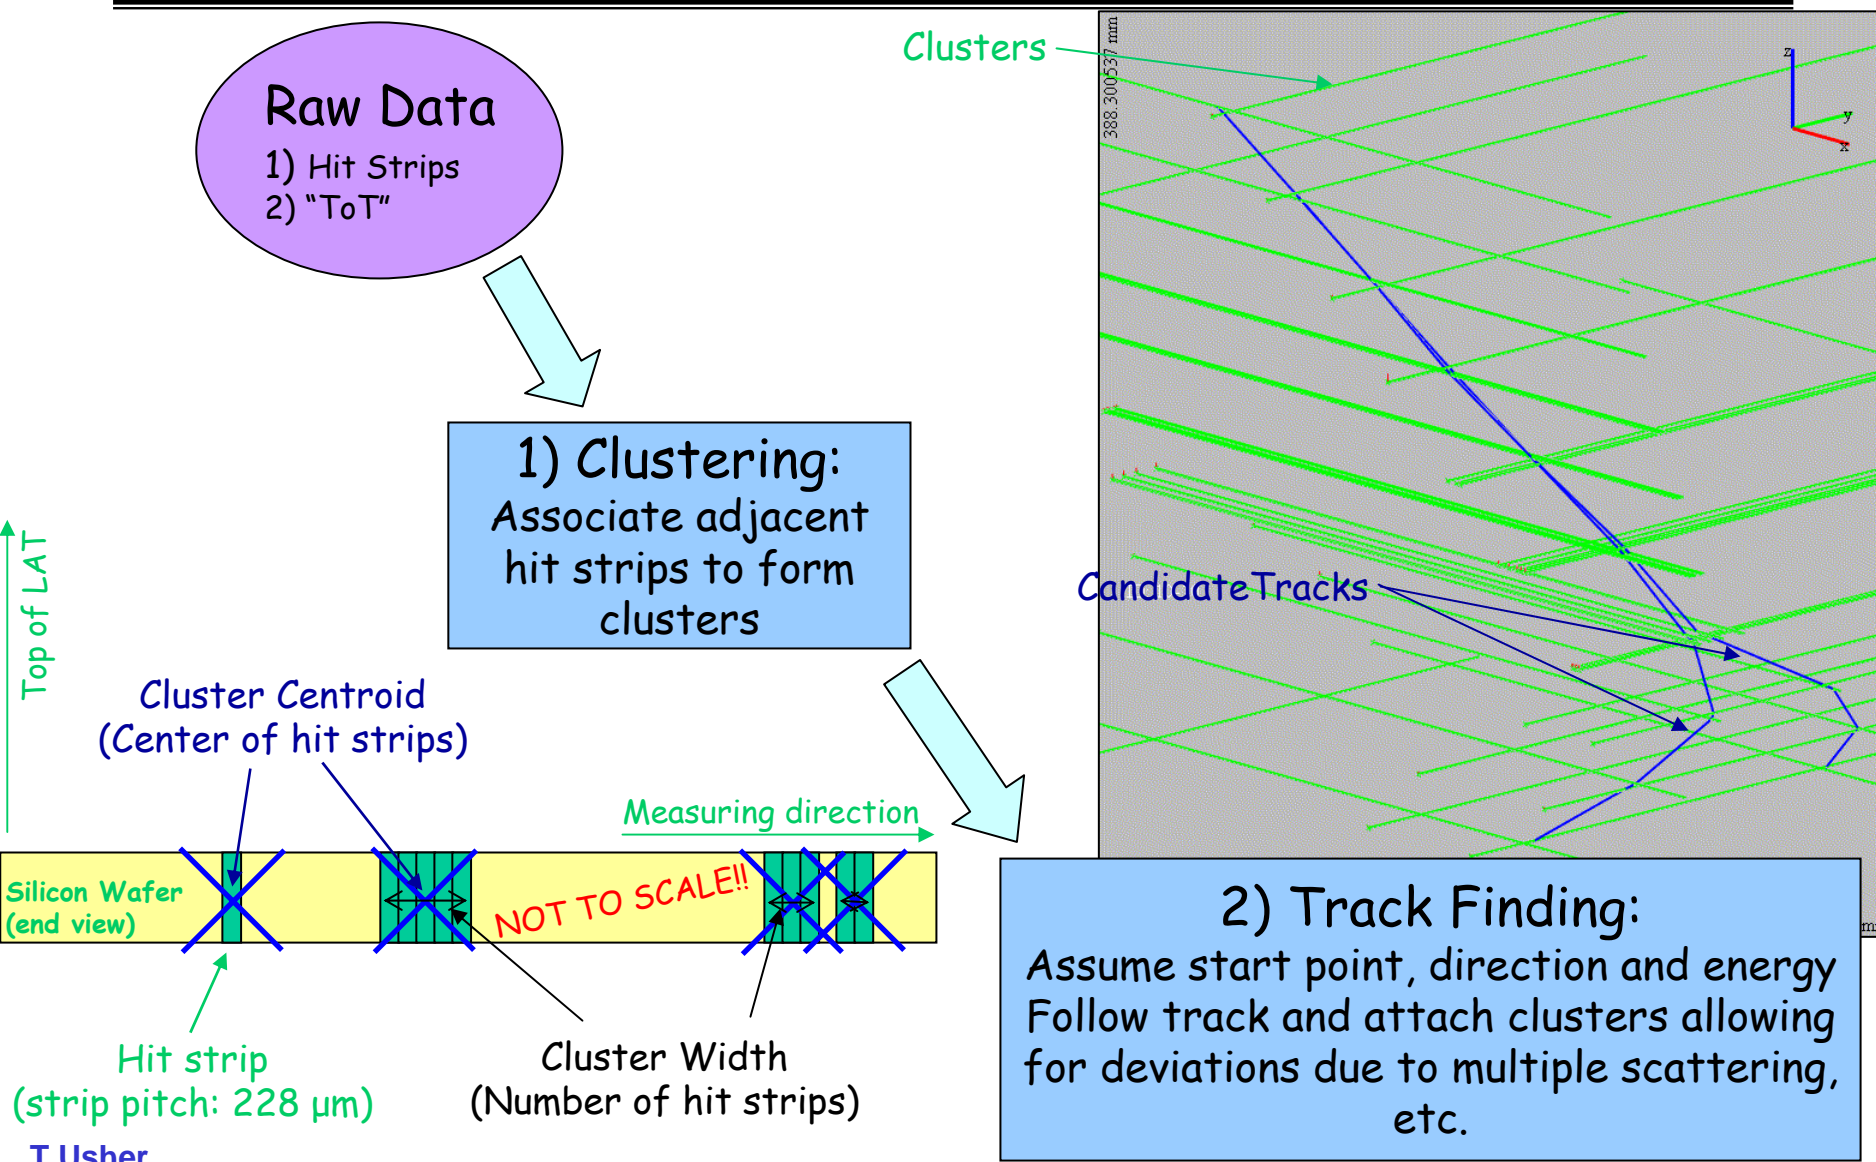 Raw Data
1) Hit Strips
2) “ToT”
Clusters
388.300537 mm
z
y
x
1) Clustering:
Associate adjacent
hit strips to form
clusters
CandidateTracks
Top of LAT
Cluster Centroid
(Center of hit strips)
Measuring direction
Silicon Wafer
(end view)
NOT TO SCALE!!
Hit strip
(strip pitch: 228 µm)
Cluster Width
(Number of hit strips)
2) Track Finding:
Assume start point, direction and energy
Follow track and attach clusters allowing
for deviations due to multiple scattering,
etc.
T Usher